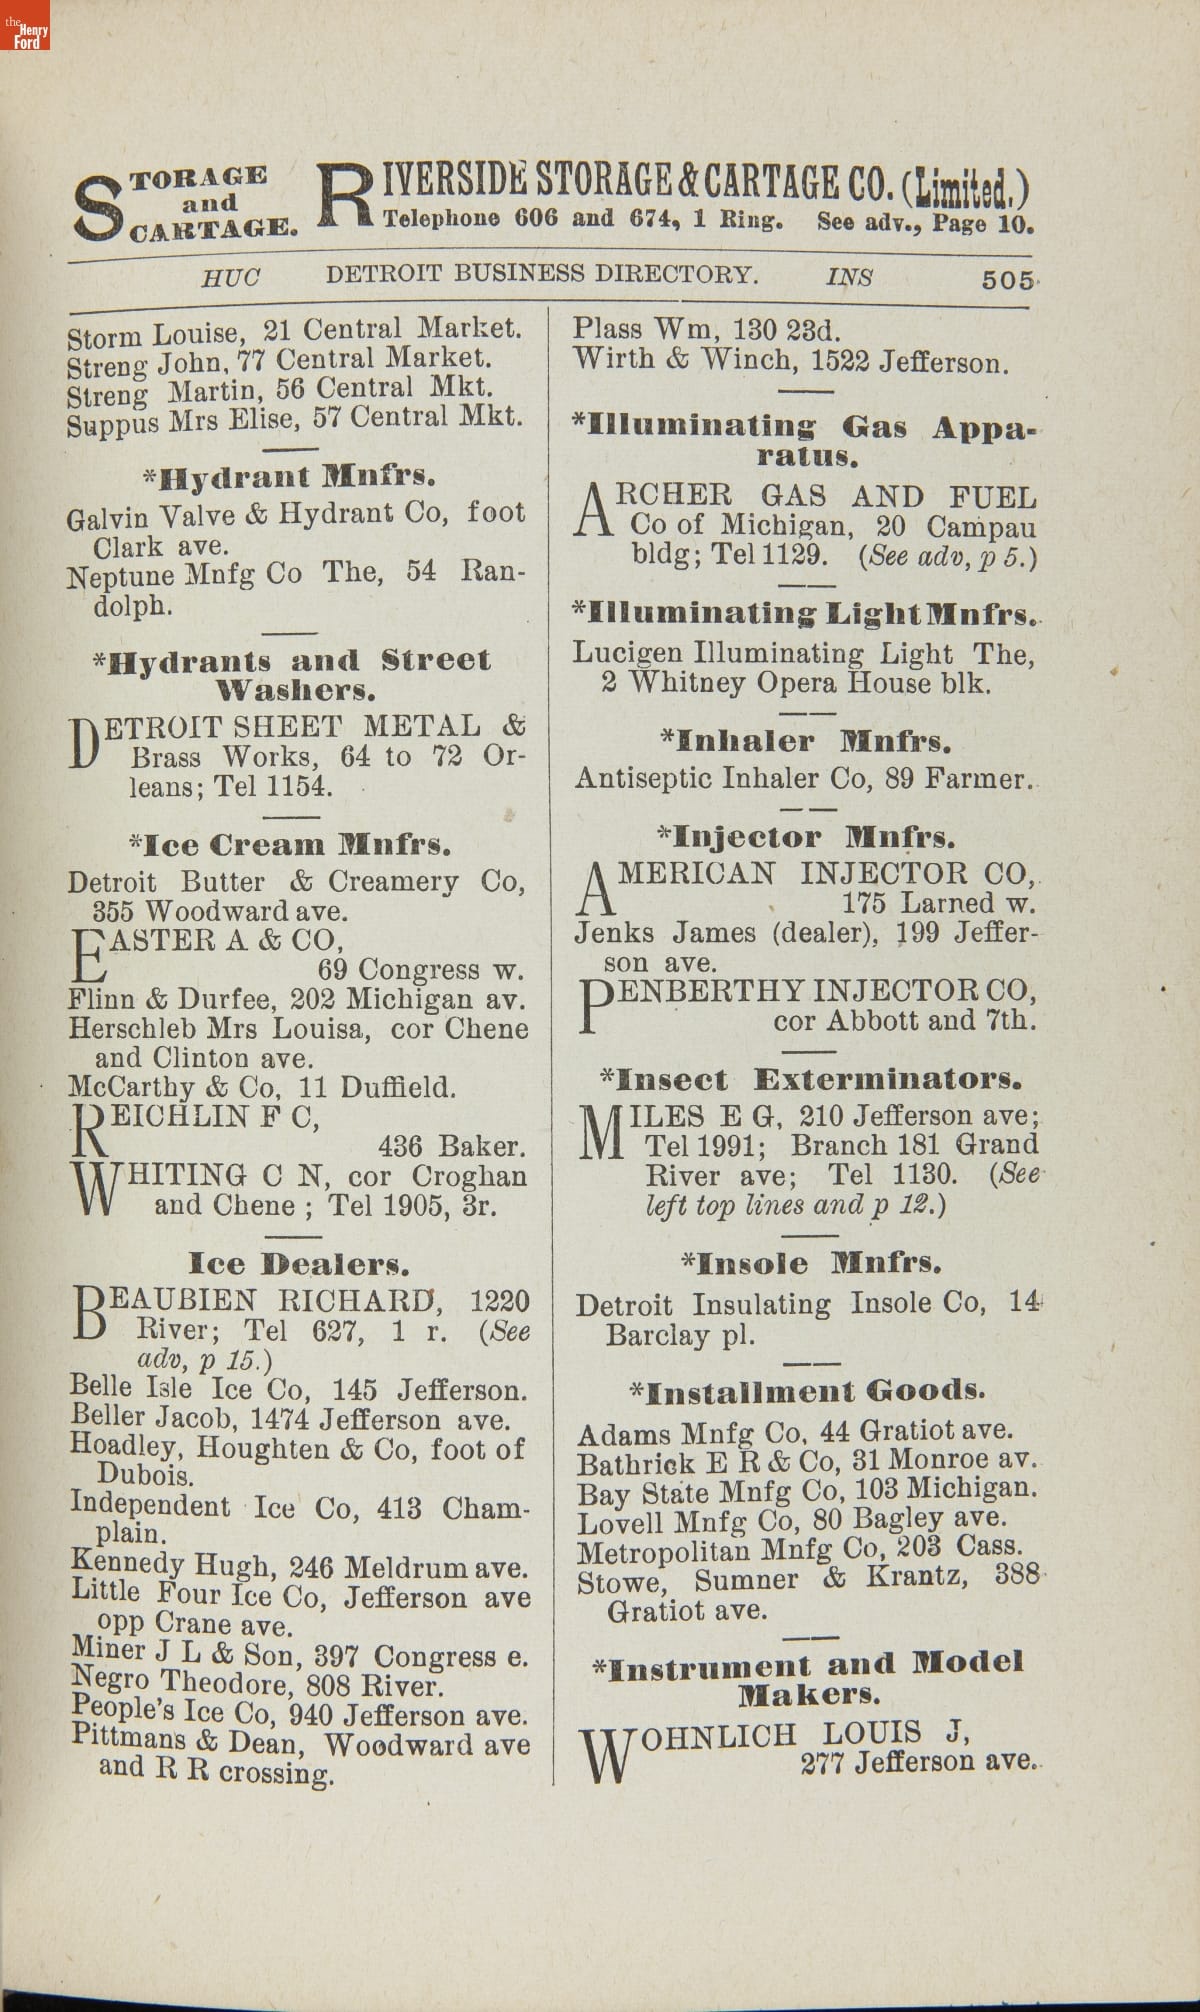 the
Henry
Ford
STORAGE
and
CARTAGE.
RIVERSIDE STORAGE & CARTAGE CO. (Limited.)
Telephone 606 and 674, 1 Ring. See adv., Page 10.
HUC DETROIT BUSINESS DIRECTORY. INS 505
Storm Louise, 21 Central Market.
Streng John, 77 Central Market.
Streng Martin, 56 Central Mkt.
Suppus Mrs Elise, 57 Central Mkt.
*Hydrant Mnfrs.
Galvin Valve & Hydrant Co, foot
Clark ave.
Neptune Mnfg Co The, 54 Ran-
dolph.
*Hydrants and Street
Washers.
DETROIT SHEET METAL &
Brass Works, 64 to 72 Or-
leans; Tel 1154.
*Ice Cream Mnfrs.
Detroit Butter & Creamery Co,
355 Woodward ave.
EASTER A & CO,
69 Congress w.
Flinn & Durfee, 202 Michigan av.
Herschleb Mrs Louisa, cor Chene
and Clinton ave.
McCarthy & Co, 11 Duffield.
REICHLIN F C,
436 Baker.
WHITING C N, cor Croghan
and Chene ; Tel 1905, 3r.
Ice Dealers.
BEAUBIEN RICHARD, 1220
River; Tel 627, 1 r. (See
adv, p 15.)
Belle Isle Ice Co, 145 Jefferson.
Beller Jacob, 1474 Jefferson ave.
Hoadley, Houghten & Co, foot of
Dubois.
Independent Ice Co, 413 Cham-
plain.
Kennedy Hugh, 246 Meldrum ave.
Little Four Ice Co, Jefferson ave
opp Crane ave.
Miner J L & Son, 397 Congress e.
Negro Theodore, 808 River.
People's Ice Co, 940 Jefferson ave.
Pittmans & Dean, Woodward ave
and R R crossing.
Plass Wm, 130 23d.
Wirth & Winch, 1522 Jefferson.
*Illuminating Gas Appa-
ratus.
ARCHER GAS AND FUEL
Co of Michigan, 20 Campau
bldg; Tel 1129. (See adv, p 5.)
*Illuminating Light Mnfrs.
Lucigen Illuminating Light The,
2 Whitney Opera House blk.
*Inhaler Mnfrs.
Antiseptic Inhaler Co, 89 Farmer.
*Injector Mnfrs.
AMERICAN INJECTOR CO,
175 Larned w.
Jenks James (dealer), 199 Jeffer-
son ave.
PENBERTHY INJECTOR CO,
cor Abbott and 7th.
*Insect Exterminators.
MILES E G, 210 Jefferson ave;
Tel 1991; Branch 181 Grand
River ave; Tel 1130. (See
left top lines and p 12.)
*Insole Mnfrs.
Detroit Insulating Insole Co, 14
Barclay pl.
*Installment Goods.
Adams Mnfg Co, 44 Gratiot ave.
Bathrick E R & Co, 31 Monroe av.
Bay State Mnfg Co, 103 Michigan.
Lovell Mnfg Co, 80 Bagley ave.
Metropolitan Mnfg Co, 203 Cass.
Stowe, Sumner & Krantz, 388
Gratiot ave.
*Instrument and Model
Makers.
WOHNLICH LOUIS J,
277 Jefferson ave.